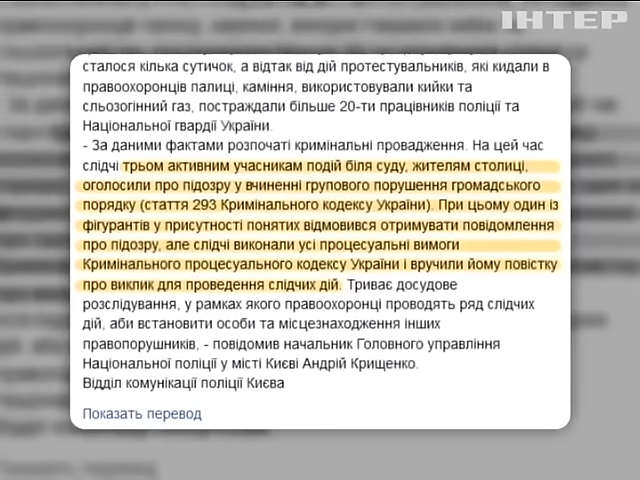 ІНТЕР
сталося кілька сутичок, а відтак від дій протестувальників, які кидали в
правоохоронців палиці, каміння, використовували кийки та
сльозогінний газ, постраждали більше 20-ти працівників поліції та
Національної гвардії України.
- За даними фактами розпочаті кримінальні провадження. На цей час
слідчі трьом активним учасникам подій біля суду, жителям столиці,
оголосили про підозру у вчиненні групового порушення громадського
порядку (стаття 293 Кримінального кодексу України). При цьому один із
фігурантів у присутності понятих відмовився отримувати повідомлення
про підозру, але слідчі виконали усі процесуальні вимоги
Кримінального процесуального кодексу України і вручили йому повістку
про виклик для проведення слідчих дій. Триває досудове
розслідування, у рамках якого правоохоронці проводять ряд слідчих
дій, аби встановити особи та місцезнаходження інших
правопорушників, - повідомив начальник Головного управління
Національної поліції у місті Києві Андрій Крищенко.
Відділ комунікації поліції Києва
Показать перевод